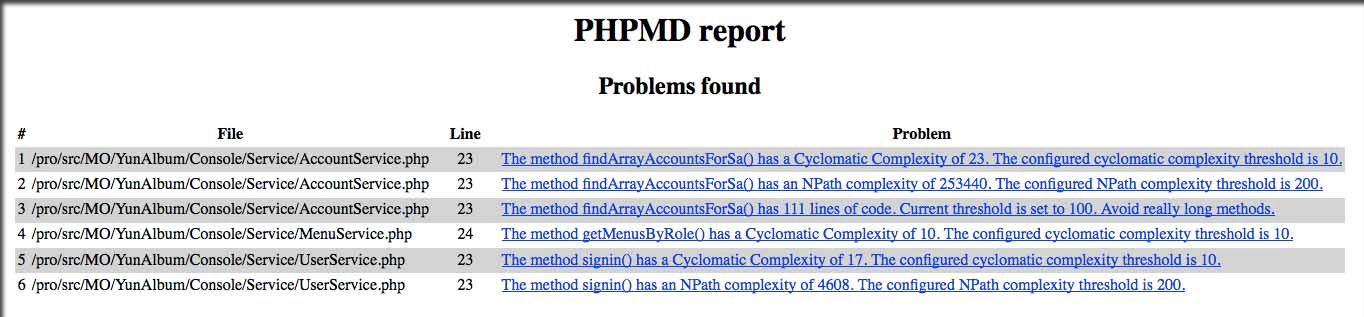 PHPMD report
Problems found
# File Line Problem
1 /pro/src/MO/YunAlbum/Console/Service/AccountService.php 23 The method findArrayAccountsForSa() has a Cyclomatic Complexity of 23. The configured cyclomatic complexity threshold is 10.
2 /pro/src/MO/YunAlbum/Console/Service/AccountService.php 23 The method findArrayAccountsForSa() has an NPath complexity of 253440. The configured NPath complexity threshold is 200.
3 /pro/src/MO/YunAlbum/Console/Service/AccountService.php 23 The method findArrayAccountsForSa() has 111 lines of code. Current threshold is set to 100. Avoid really long methods.
4 /pro/src/MO/YunAlbum/Console/Service/MenuService.php 24 The method getMenusByRole() has a Cyclomatic Complexity of 10. The configured cyclomatic complexity threshold is 10.
5 /pro/src/MO/YunAlbum/Console/Service/UserService.php 23 The method signin() has a Cyclomatic Complexity of 17. The configured cyclomatic complexity threshold is 10.
6 /pro/src/MO/YunAlbum/Console/Service/UserService.php 23 The method signin() has an NPath complexity of 4608. The configured NPath complexity threshold is 200.